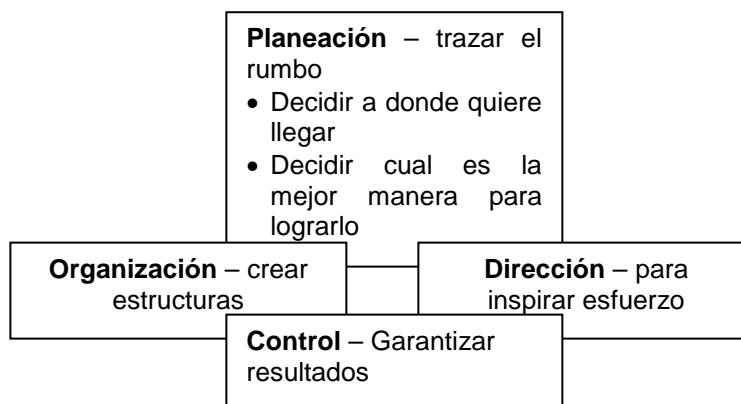 Planeación – trazar el
rumbo
• Decidir a donde quiere
llegar
• Decidir cual es la
mejor manera para
lograrlo
Organización – crear
estructuras
Dirección – para
inspirar esfuerzo
Control – Garantizar
resultados